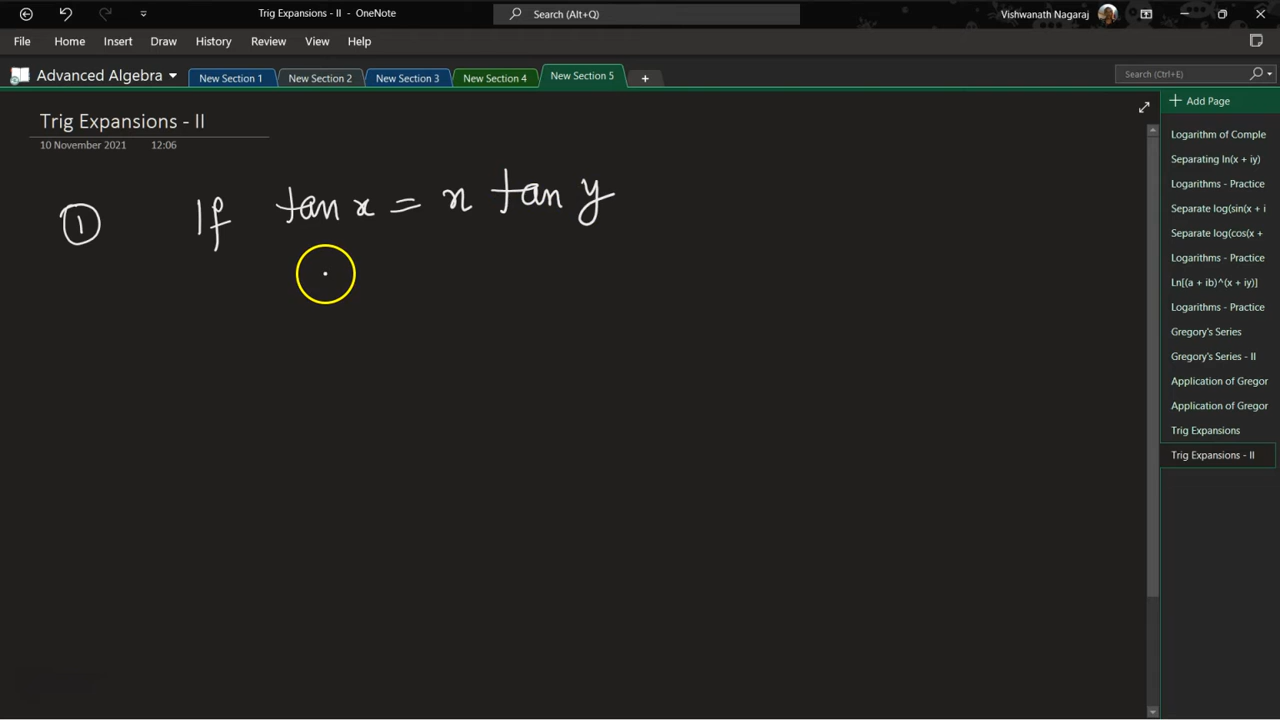 Trig Expansions - II - OneNote
Search (Alt+Q)
Vishwanath Nagaraj
File Home Insert Draw History Review View Help
Advanced Algebra
New Section 1
New Section 2
New Section 3
New Section 4
New Section 5
+
Search (Ctrl+E)
Trig Expansions - II
10 November 2021 12:06
① If tan x = n tan y
+ Add Page
Logarithm of Comple
Separating ln(x + iy)
Logarithms - Practice
Separate log(sin(x + i
Separate log(cos(x +
Logarithms - Practice
Ln[(a + ib)^(x + iy)]
Logarithms - Practice
Gregory's Series
Gregory's Series - II
Application of Gregor
Application of Gregor
Trig Expansions
Trig Expansions - II